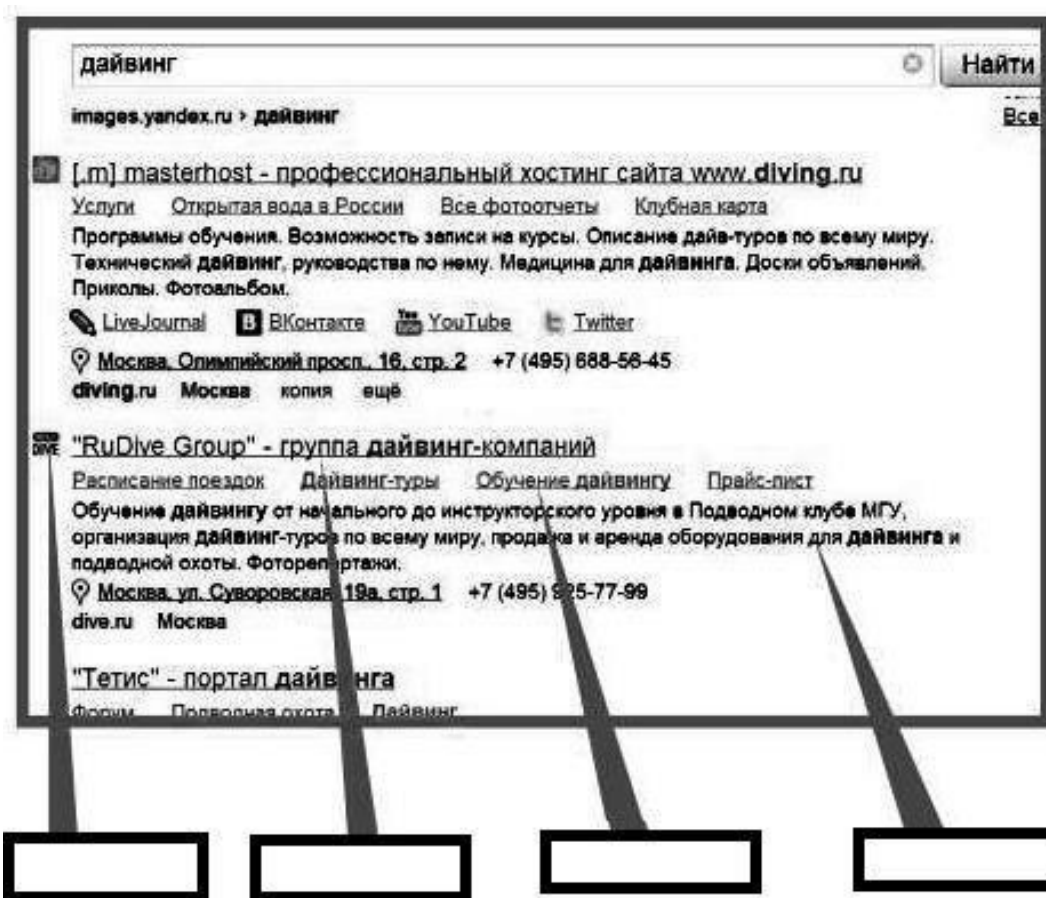 дайвинг Найти
images.yandex.ru › дайвинг Все
[.m] masterhost - профессиональный хостинг сайта www.diving.ru
Услуги Открытая вода в России Все фотоотчеты Клубная карта
Программы обучения. Возможность записи на курсы. Описание дайв-туров по всему миру.
Технический дайвинг, руководства по нему. Медицина для дайвинга. Доски объявлений.
Приколы. Фотоальбом.
LiveJournal ВКонтакте YouTube Twitter
Москва, Олимпийский просп., 16, стр. 2 +7 (495) 688-56-45
diving.ru Москва копия ещё
"RuDive Group" - группа дайвинг-компаний
Расписание поездок Дайвинг-туры Обучение дайвингу Прайс-лист
Обучение дайвингу от начального до инструкторского уровня в Подводном клубе МГУ,
организация дайвинг-туров по всему миру, продажа и аренда оборудования для дайвинга и
подводной охоты. Фоторепортажи.
Москва, ул. Суворовская, 19а, стр. 1 +7 (495) 925-77-99
dive.ru Москва
"Тетис" - портал дайвинга
Форум Подводная охота Дайвинг